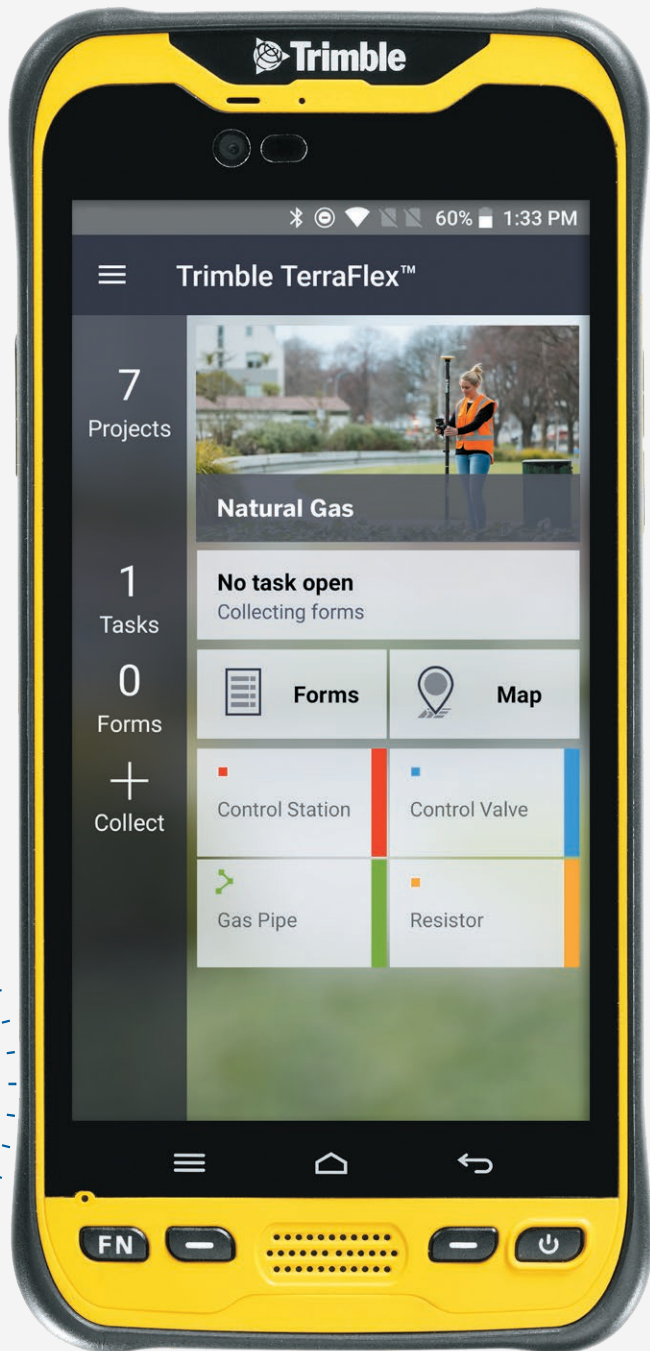 Trimble
60% 1:33 PM
Trimble TerraFlex™
7
Projects
Natural Gas
1
Tasks
No task open
Collecting forms
0
Forms
Forms
Map
+
Collect
Control Station
Control Valve
Gas Pipe
Resistor
FN